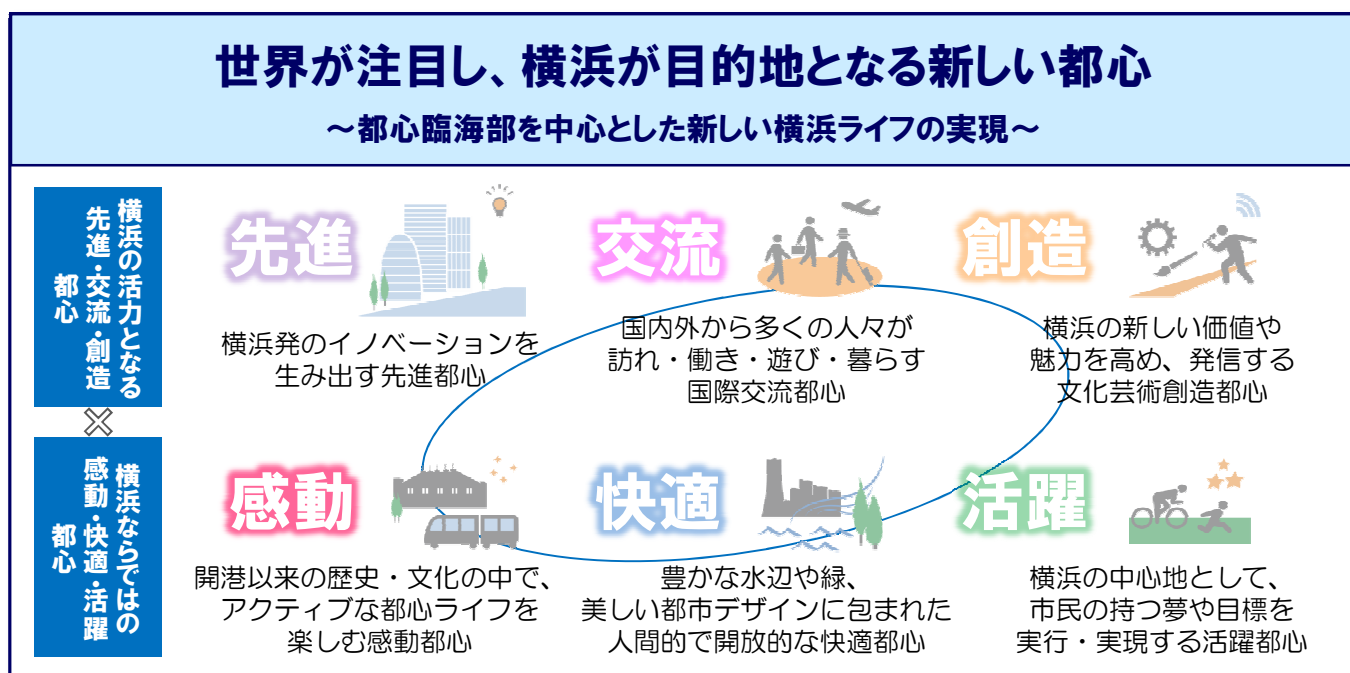 世界が注目し、横浜が目的地となる新しい都心
～都心臨海部を中心とした新しい横浜ライフの実現～
横浜の活力となる
先進・交流・創造
都心
先進
横浜発のイノベーションを
生み出す先進都心
交流
国内外から多くの人々が
訪れ・働き・遊び・暮らす
国際交流都心
創造
横浜の新しい価値や
魅力を高め、発信する
文化芸術創造都心
横浜ならではの
感動・快適・活躍
都心
感動
開港以来の歴史・文化の中で、
アクティブな都心ライフを
楽しむ感動都心
快適
豊かな水辺や緑、
美しい都市デザインに包まれた
人間的で開放的な快適都心
活躍
横浜の中心地として、
市民の持つ夢や目標を
実行・実現する活躍都心